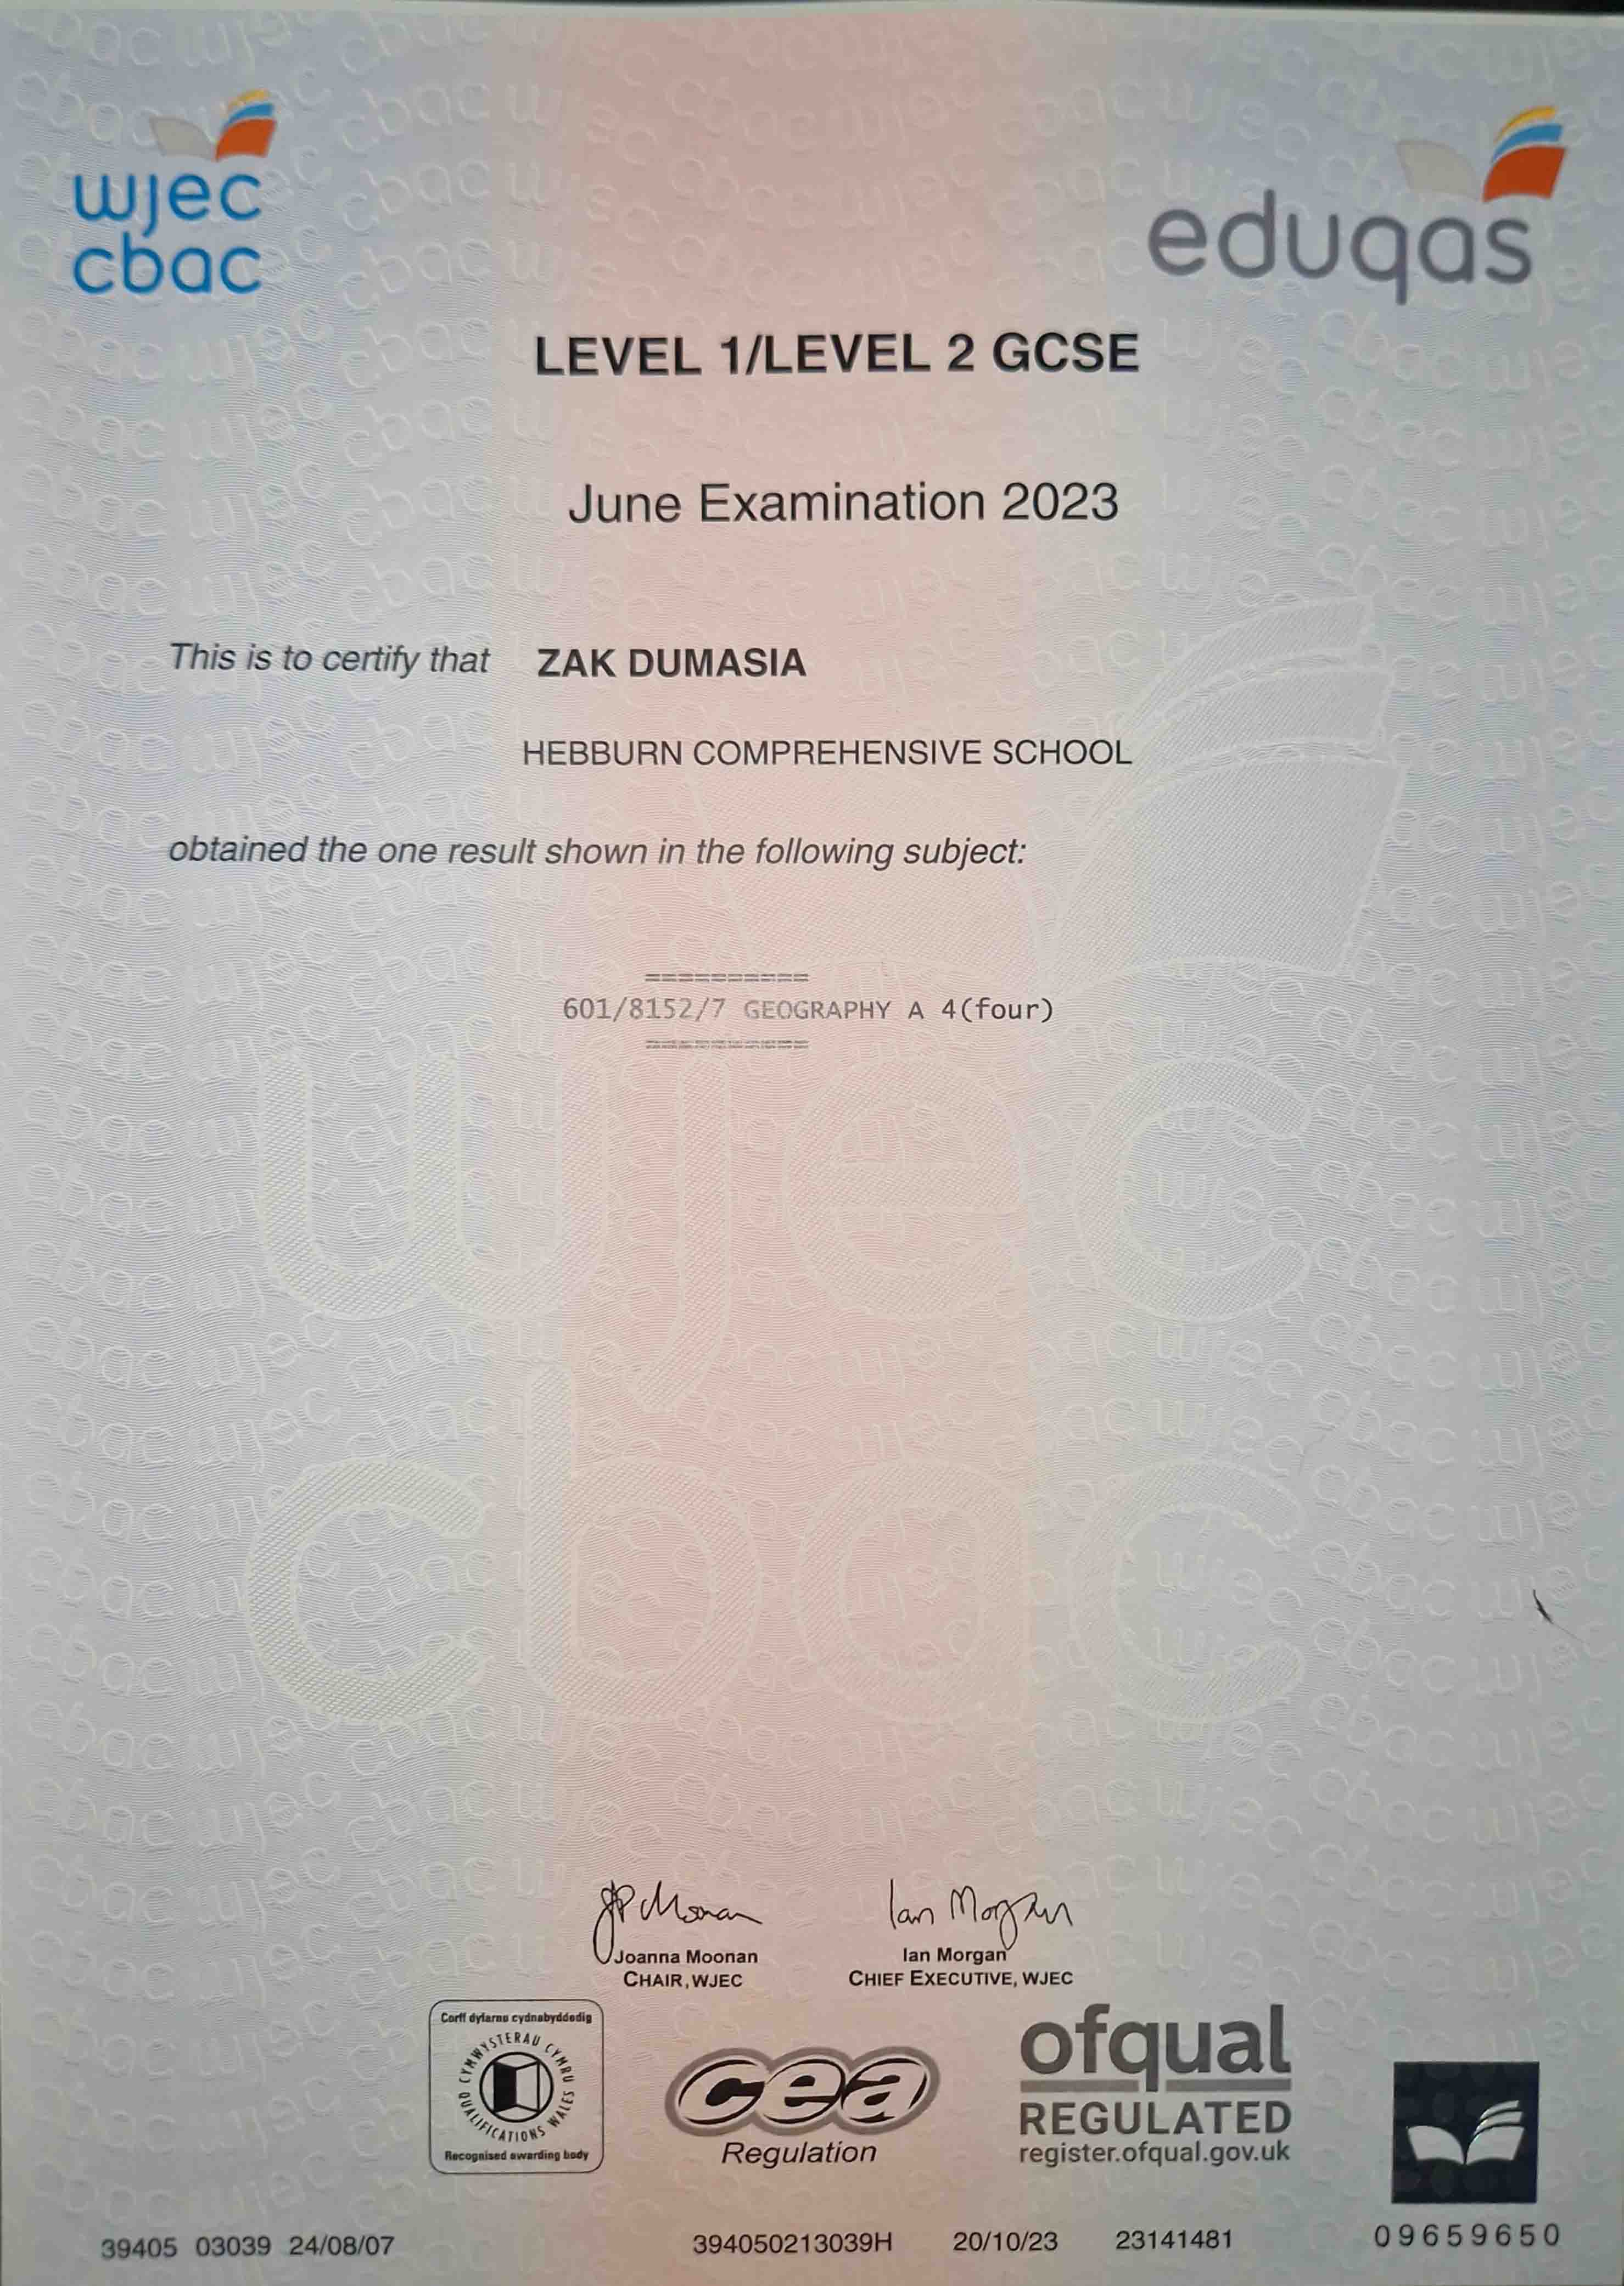 wjec
cbac
eduqas
LEVEL 1/LEVEL 2 GCSE
June Examination 2023
This is to certify that ZAK DUMASIA
HEBBURN COMPREHENSIVE SCHOOL
obtained the one result shown in the following subject:
==========
601/8152/7 GEOGRAPHY A 4(four)
==========
wjec
cbac
Joanna Moonan
CHAIR, WJEC
Ian Morgan
Ian Morgan
CHIEF EXECUTIVE, WJEC
Corff dyfarnu cydnabyddedig
CYMWYSTERAU CYMRU
QUALIFICATIONS WALES
Recognised awarding body
cea
Regulation
ofqual
REGULATED
register.ofqual.gov.uk
39405 03039 24/08/07
394050213039H 20/10/23 23141481
09659650